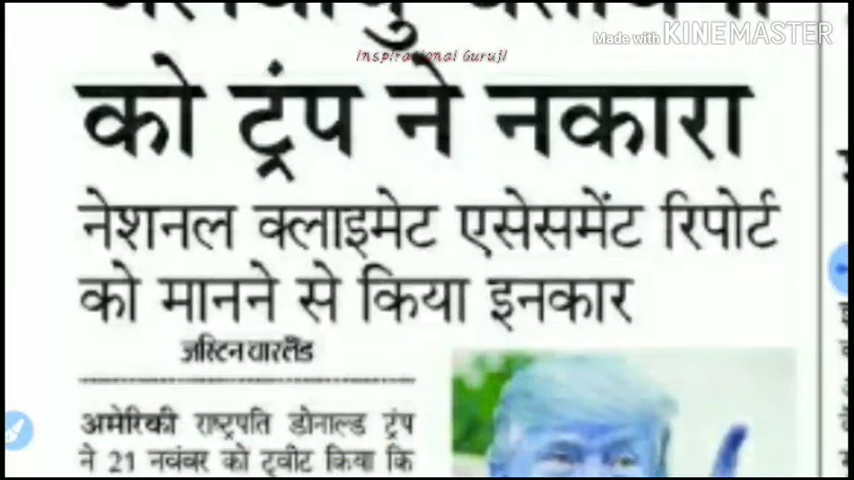 Made with KINEMASTER
Inspirational Guruji
को ट्रंप ने नकारा
नेशनल क्लाइमेट एसेसमेंट रिपोर्ट
को मानने से किया इनकार
जस्टिन वारलैंड
अमेरिकी राष्ट्रपति डोनाल्ड ट्रंप
ने 21 नवंबर को ट्वीट किया कि